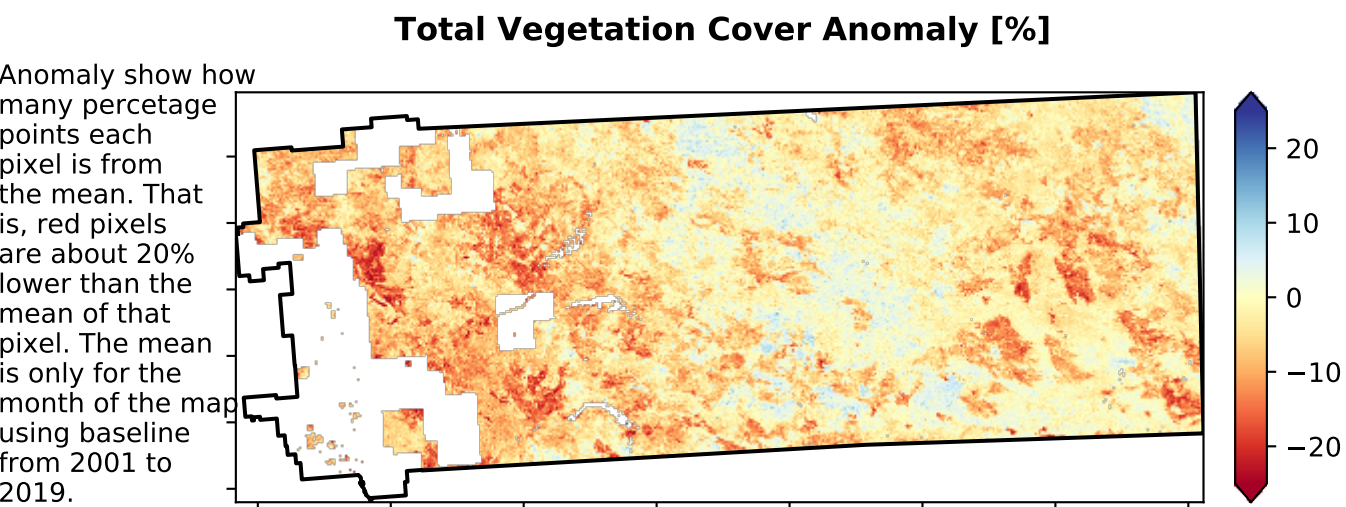 Total Vegetation Cover Anomaly [%]
Anomaly show how
many percetage
points each
pixel is from
the mean. That
is, red pixels
are about 20%
lower than the
mean of that
pixel. The mean
is only for the
month of the map
using baseline
from 2001 to
2019.
20
10
0
−10
−20